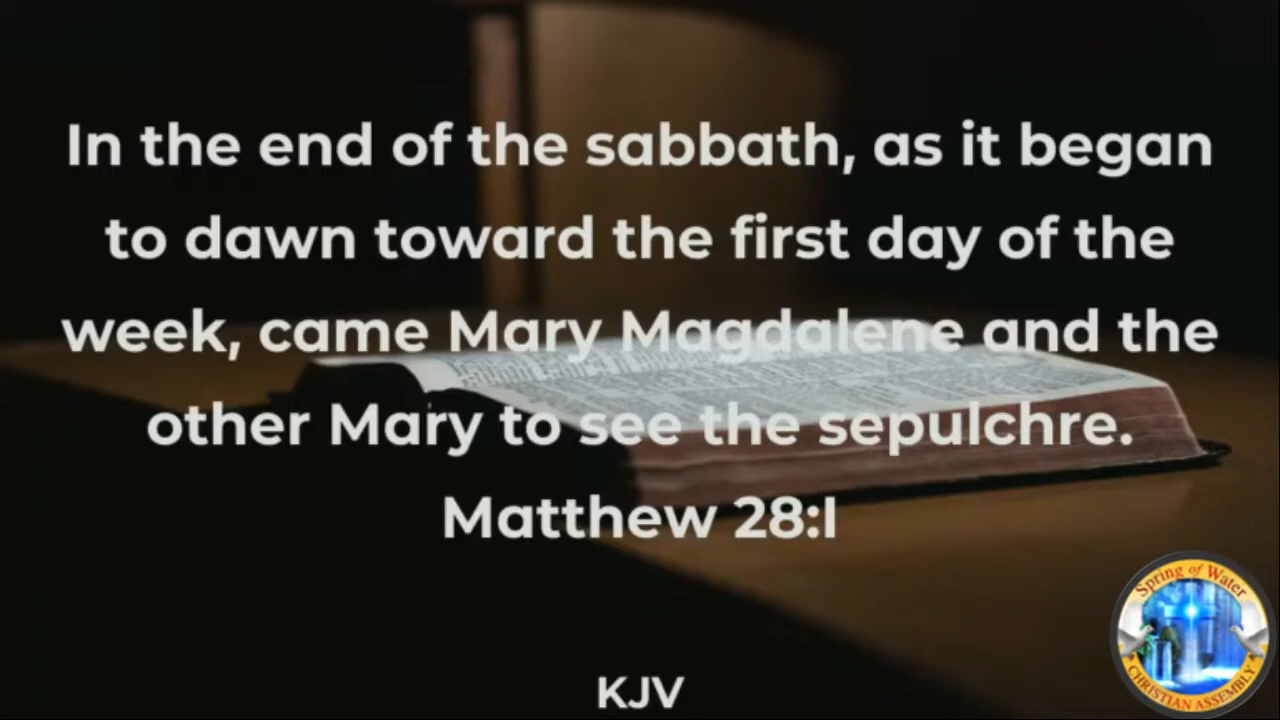 In the end of the sabbath, as it began
to dawn toward the first day of the
week, came Mary Magdalene and the
other Mary to see the sepulchre.
Matthew 28:I
KJV
Spring of Water
CHRISTIAN ASSEMBLY